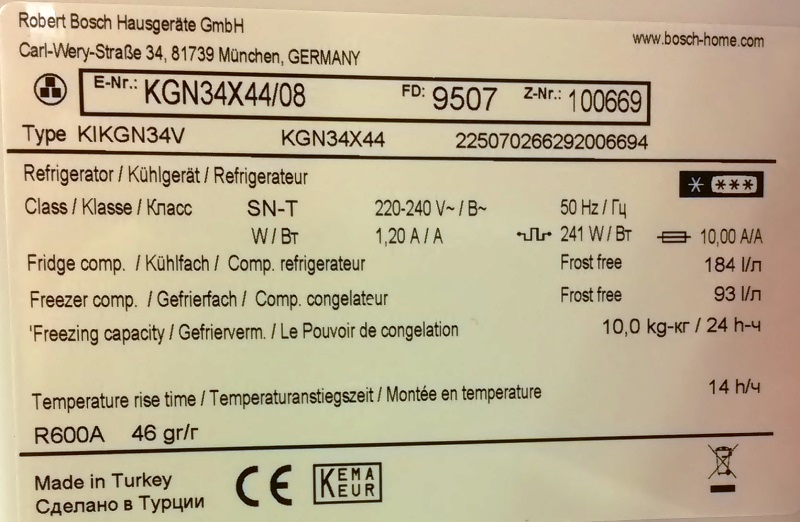 Robert Bosch Hausgeräte GmbH
Carl-Wery-Straße 34, 81739 München, GERMANY
www.bosch-home.com
E-Nr.: KGN34X44/08 FD: 9507 Z-Nr.: 100669
Type KIKGN34V KGN34X44 225070266292006694
Refrigerator / Kühlgerät / Refrigerateur
Class / Klasse / Класс SN-T 220-240 V~ / В~ 50 Hz / Гц
W / Вт 1,20 A / A 241 W / Вт 10,00 A/A
Fridge comp. / Kühlfach / Comp. refrigerateur Frost free 184 l/л
Freezer comp. / Gefrierfach / Comp. congelateur Frost free 93 l/л
'Freezing capacity / Gefrierverm. / Le Pouvoir de congelation 10,0 kg-кг / 24 h-ч
Temperature rise time / Temperaturanstiegszeit / Montée en temperature 14 h/ч
R600A 46 gr/г
Made in Turkey
Сделано в Турции
CE
KEMA
KEUR